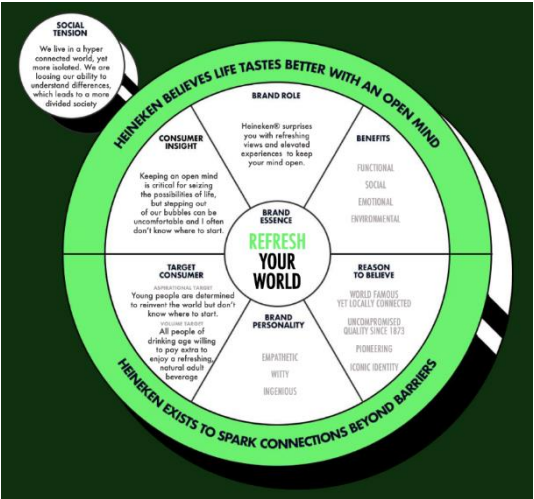 SOCIAL
TENSION
We live in a hyper
connected world, yet
more isolated. We are
loosing our ability to
understand differences,
which leads to a more
divided society
HEINEKEN BELIEVES LIFE TASTES BETTER WITH AN OPEN MIND
BRAND ROLE
Heineken® surprises
you with refreshing
views and elevated
experiences to keep
your mind open.
CONSUMER
INSIGHT
Keeping an open mind
is critical for seizing
the possibilities of life,
but stepping out
of our bubbles can be
uncomfortable and I often
don't know where to start.
BENEFITS
FUNCTIONAL
SOCIAL
EMOTIONAL
ENVIRONMENTAL
BRAND
ESSENCE
REFRESH
YOUR
WORLD
TARGET
CONSUMER
ASPIRATIONAL TARGET
Young people are determined
to reinvent the world but don't
know where to start.
VOLUME TARGET
All people of
drinking age willing
to pay extra to
enjoy a refreshing,
natural adult
beverage
BRAND
PERSONALITY
EMPATHETIC
WITTY
INGENIOUS
REASON
TO BELIEVE
WORLD FAMOUS
YET LOCALLY CONNECTED
UNCOMPROMISED
QUALITY SINCE 1873
PIONEERING
ICONIC IDENTITY
HEINEKEN EXISTS TO SPARK CONNECTIONS BEYOND BARRIERS